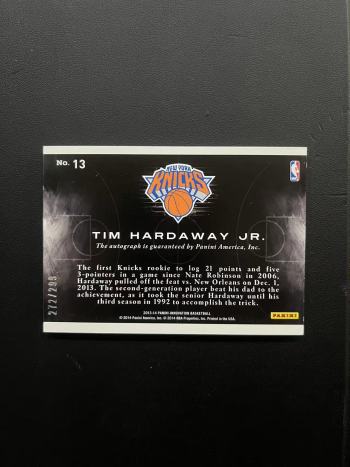 No. 13
NEW YORK
KNICKS
NBA
TIM HARDAWAY JR.
The autograph is guaranteed by Panini America, Inc.
The first Knicks rookie to log 21 points and five
3-pointers in a game since Nate Robinson in 2006,
Hardaway pulled off the feat vs. New Orleans on Dec. 1,
2013. The second-generation player beat his dad to the
achievement, as it took the senior Hardaway until his
third season in 1992 to accomplish the trick.
272/299
2013-14 PANINI INNOVATION BASKETBALL
© 2014 Panini America, Inc. © 2014 NBA Properties, Inc. Printed in the USA.
PANINI